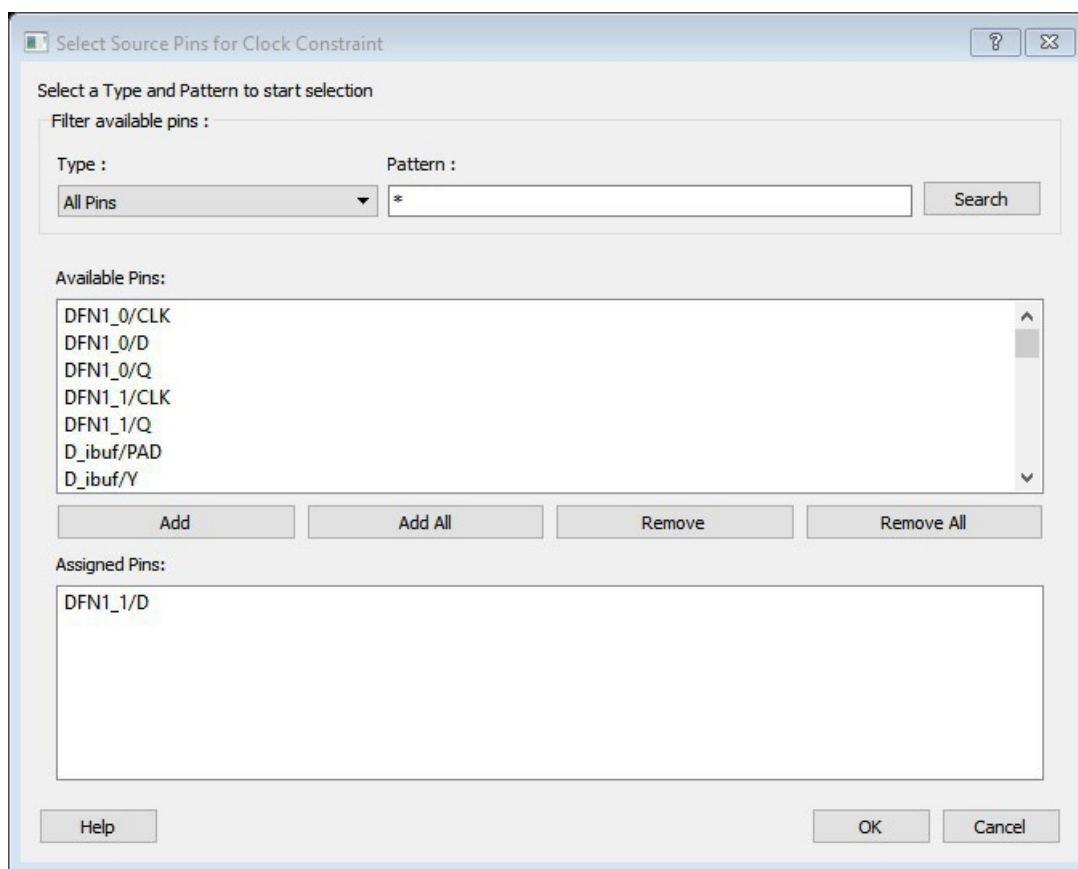 Select Source Pins for Clock Constraint
Select a Type and Pattern to start selection
Filter available pins :
Type : Pattern :
All Pins * Search
Available Pins:
DFN1_0/CLK
DFN1_0/D
DFN1_0/Q
DFN1_1/CLK
DFN1_1/Q
D_ibuf/PAD
D_ibuf/Y
Add Add All Remove Remove All
Assigned Pins:
DFN1_1/D
Help OK Cancel